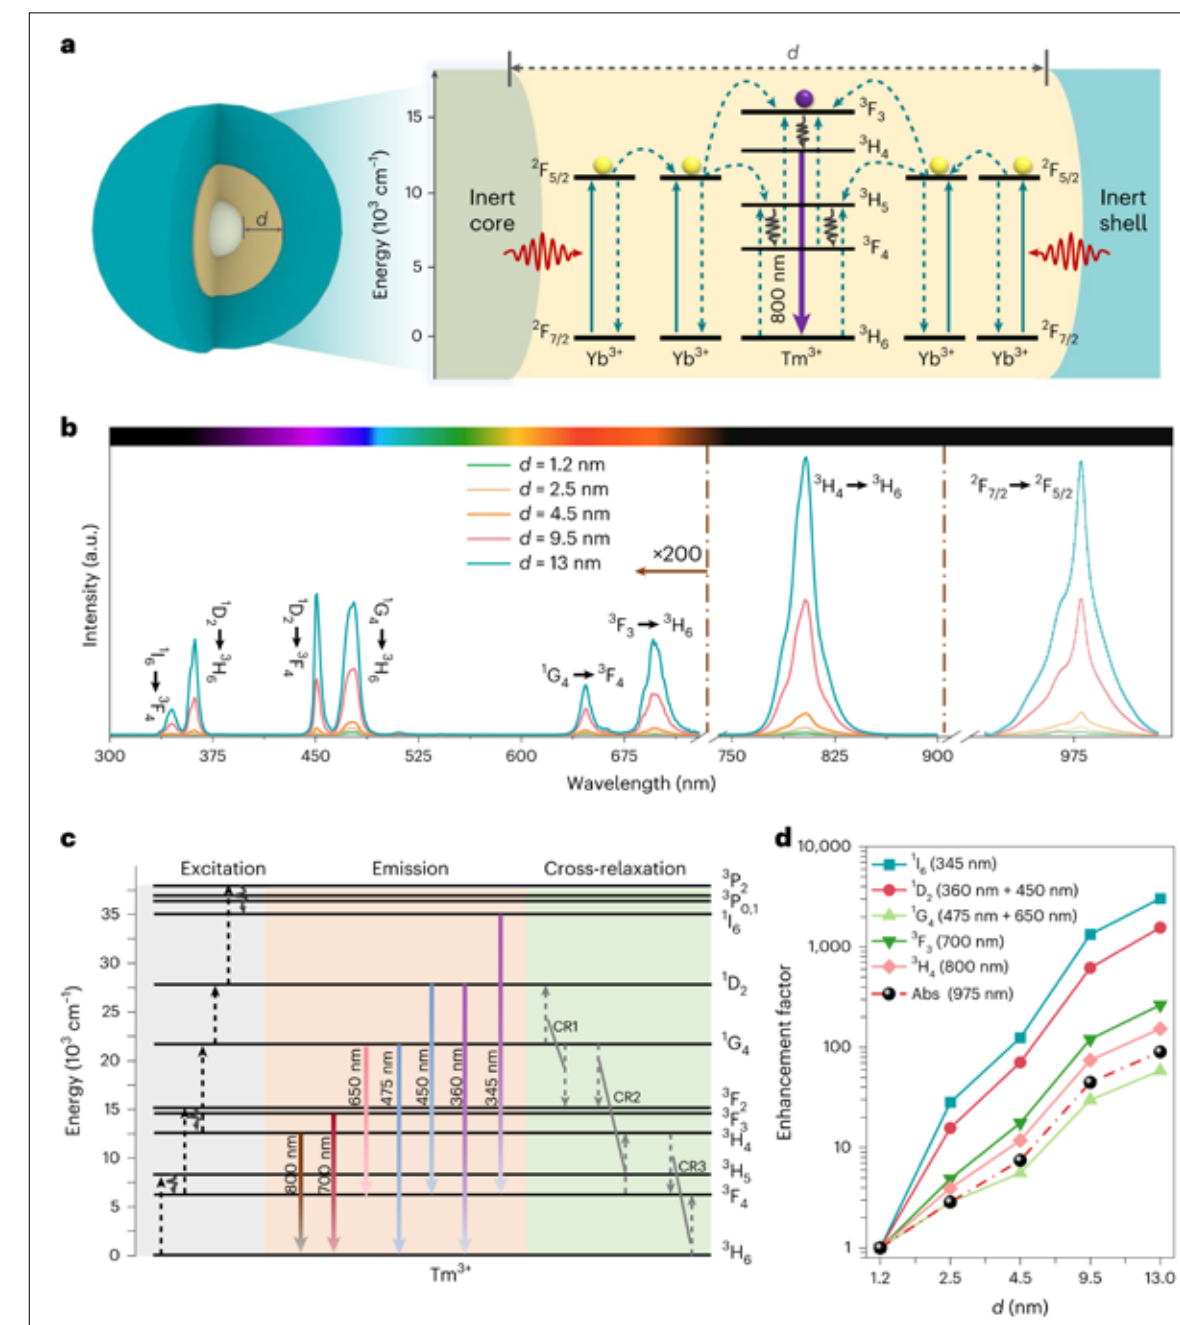 a
d
Energy (10³ cm⁻¹)
15
10
5
0
Inert
core
²F₅/₂
²F₇/₂
Yb³⁺
Yb³⁺
Tm³⁺
Yb³⁺
Yb³⁺
³F₃
³H₄
³H₅
³F₄
³H₆
800 nm
²F₅/₂
²F₇/₂
Inert
shell
d
b
Intensity (a.u.)
d = 1.2 nm
d = 2.5 nm
d = 4.5 nm
d = 9.5 nm
d = 13 nm
×200
¹I₆ → ³F₄
¹D₂ → ³H₆
¹D₂ → ³F₄
¹G₄ → ³H₆
¹G₄ → ³F₄
³F₃ → ³H₆
³H₄ → ³H₆
²F₇/₂ → ²F₅/₂
300 375 450 525 600 675 750 825 900 975
Wavelength (nm)
c
Excitation Emission Cross-relaxation
Energy (10³ cm⁻¹)
35
30
25
20
15
10
5
0
800 nm
700 nm
650 nm
475 nm
450 nm
360 nm
345 nm
CR1
CR2
CR3
³P₂
³P₀,₁
¹I₆
¹D₂
¹G₄
³F₂
³F₃
³H₄
³H₅
³F₄
³H₆
Tm³⁺
d
Enhancement factor
10,000
1,000
100
10
1
¹I₆ (345 nm)
¹D₂ (360 nm + 450 nm)
¹G₄ (475 nm + 650 nm)
³F₃ (700 nm)
³H₄ (800 nm)
Abs (975 nm)
1.2 2.5 4.5 9.5 13.0
d (nm)